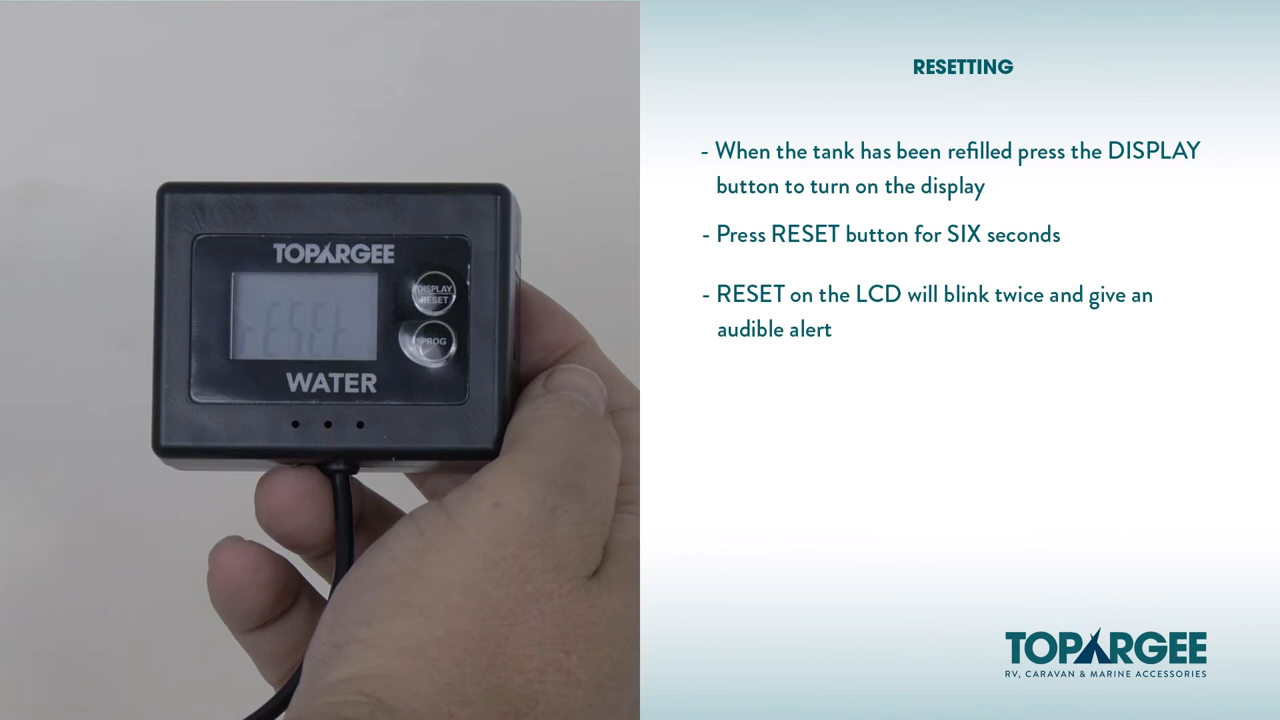 TOPARGEE
DISPLAY
RESET
rESEt
PROG
WATER
RESETTING
- When the tank has been refilled press the DISPLAY
button to turn on the display
- Press RESET button for SIX seconds
- RESET on the LCD will blink twice and give an
audible alert
TOPARGEE
RV, CARAVAN & MARINE ACCESSORIES